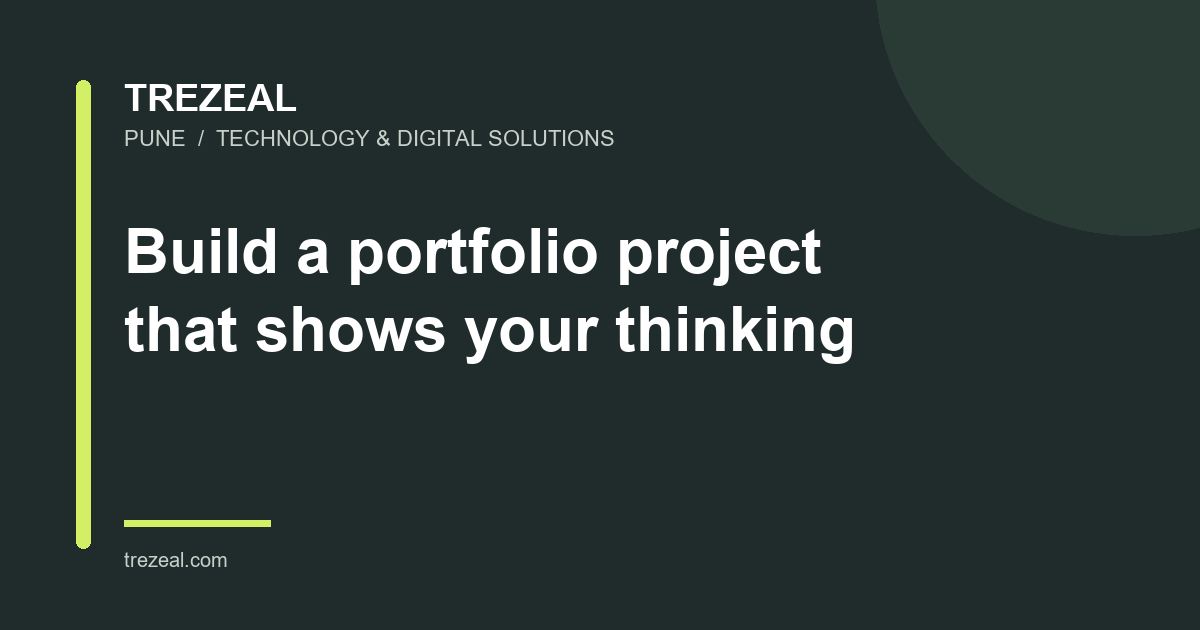 TREZEAL
PUNE / TECHNOLOGY & DIGITAL SOLUTIONS
Build a portfolio project
that shows your thinking
trezeal.com